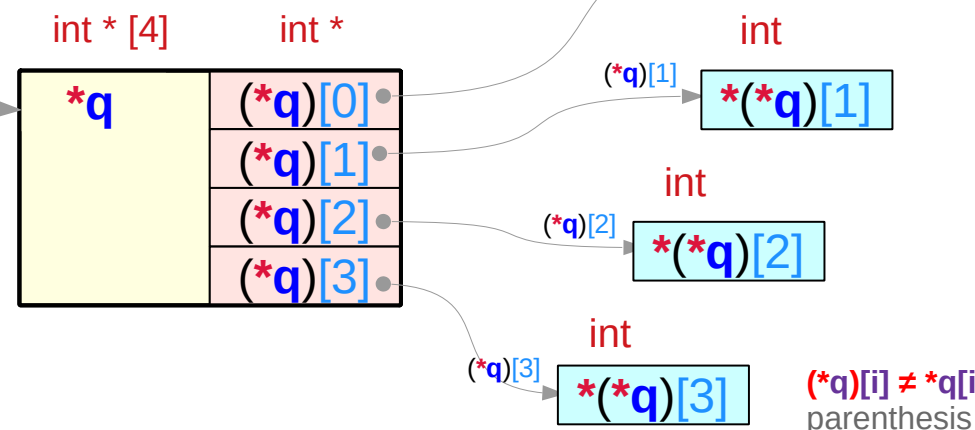 int * [4]
int *
int
*q
(*q)[0]
(*q)[1]
(*q)[2]
(*q)[3]
(*q)[1]
*(*q)[1]
int
(*q)[2]
*(*q)[2]
int
(*q)[3]
*(*q)[3]
(*q)[i] ≠ *q[i
parenthesis